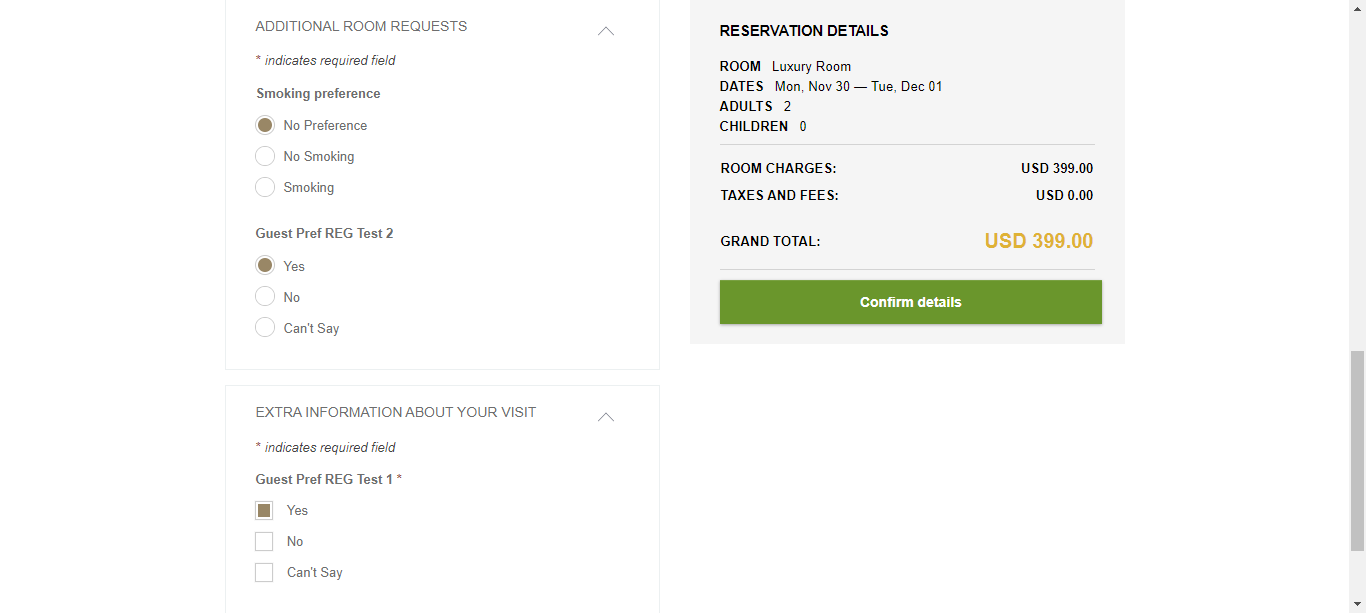 ADDITIONAL ROOM REQUESTS
* indicates required field
Smoking preference
No Preference
No Smoking
Smoking
Guest Pref REG Test 2
Yes
No
Can't Say
EXTRA INFORMATION ABOUT YOUR VISIT
* indicates required field
Guest Pref REG Test 1 *
Yes
No
Can't Say
RESERVATION DETAILS
ROOM Luxury Room
DATES Mon, Nov 30 — Tue, Dec 01
ADULTS 2
CHILDREN 0
ROOM CHARGES: USD 399.00
TAXES AND FEES: USD 0.00
GRAND TOTAL: USD 399.00
Confirm details